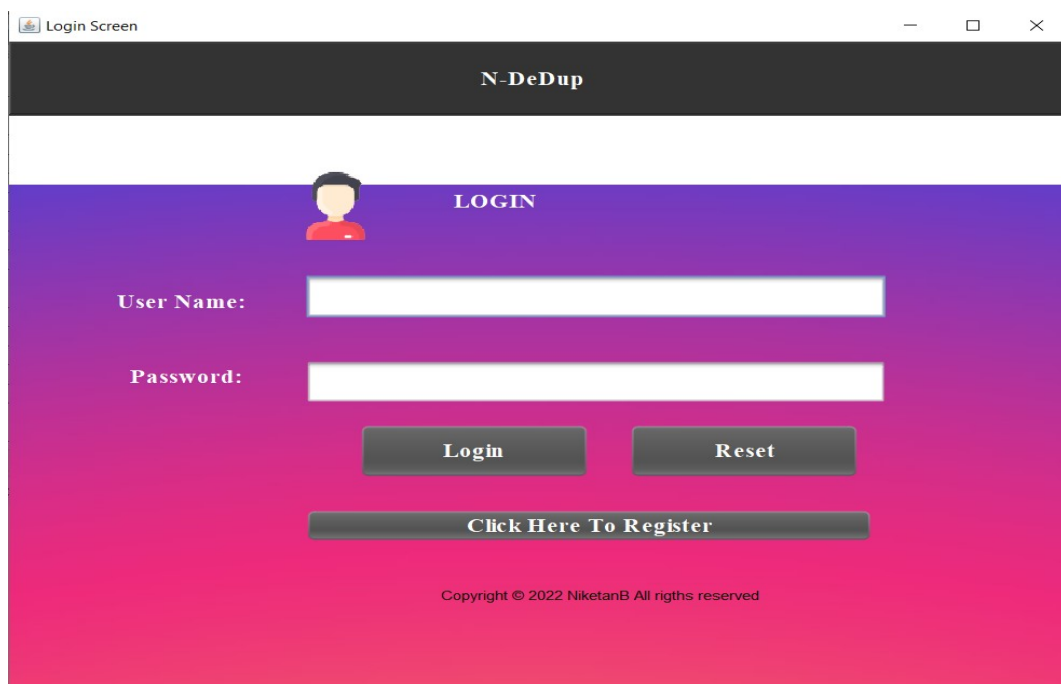 Login Screen
N-DeDup
LOGIN
User Name:
Password:
Login Reset
Click Here To Register
Copyright © 2022 NiketanB All rigths reserved